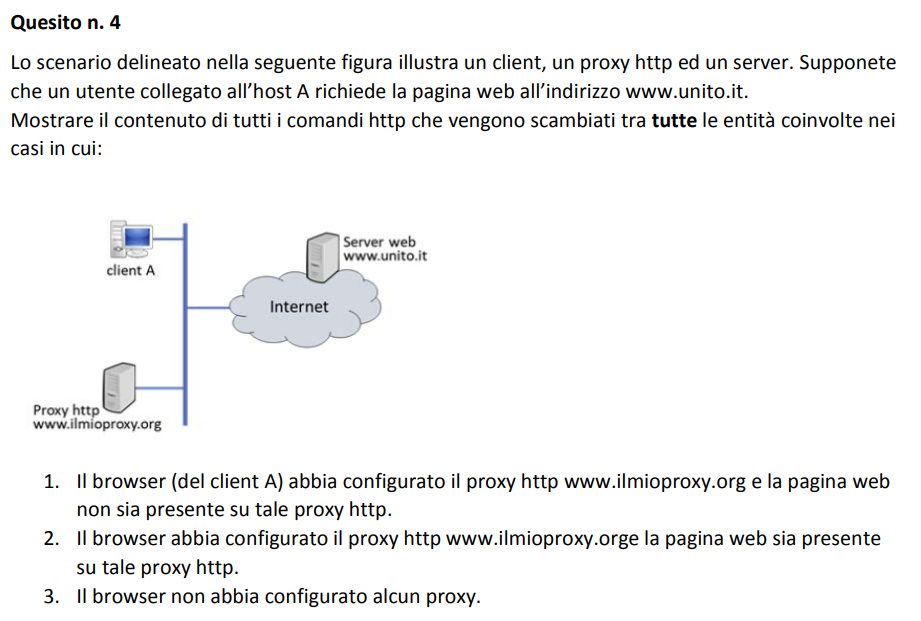 Quesito n. 4
Lo scenario delineato nella seguente figura illustra un client, un proxy http ed un server. Supponete
che un utente collegato all’host A richiede la pagina web all’indirizzo www.unito.it.
Mostrare il contenuto di tutti i comandi http che vengono scambiati tra tutte le entità coinvolte nei
casi in cui:
Server web
www.unito.it
client A
Internet
Proxy http
www.ilmioproxy.org
1. Il browser (del client A) abbia configurato il proxy http www.ilmioproxy.org e la pagina web
non sia presente su tale proxy http.
2. Il browser abbia configurato il proxy http www.ilmioproxy.orge la pagina web sia presente
su tale proxy http.
3. Il browser non abbia configurato alcun proxy.